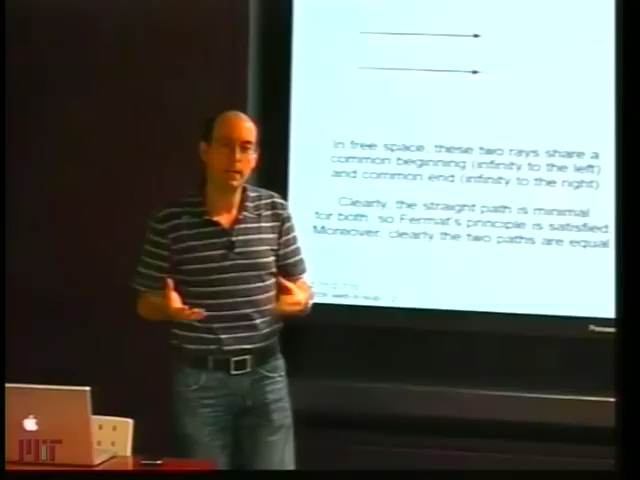 In free space, these two rays share a
common beginning (infinity to the left)
and common end (infinity to the right)
Clearly, the straight path is minimal
for both, so Fermat's principle is satisfied.
Moreover, clearly the two paths are equal
Panasonic
MIT